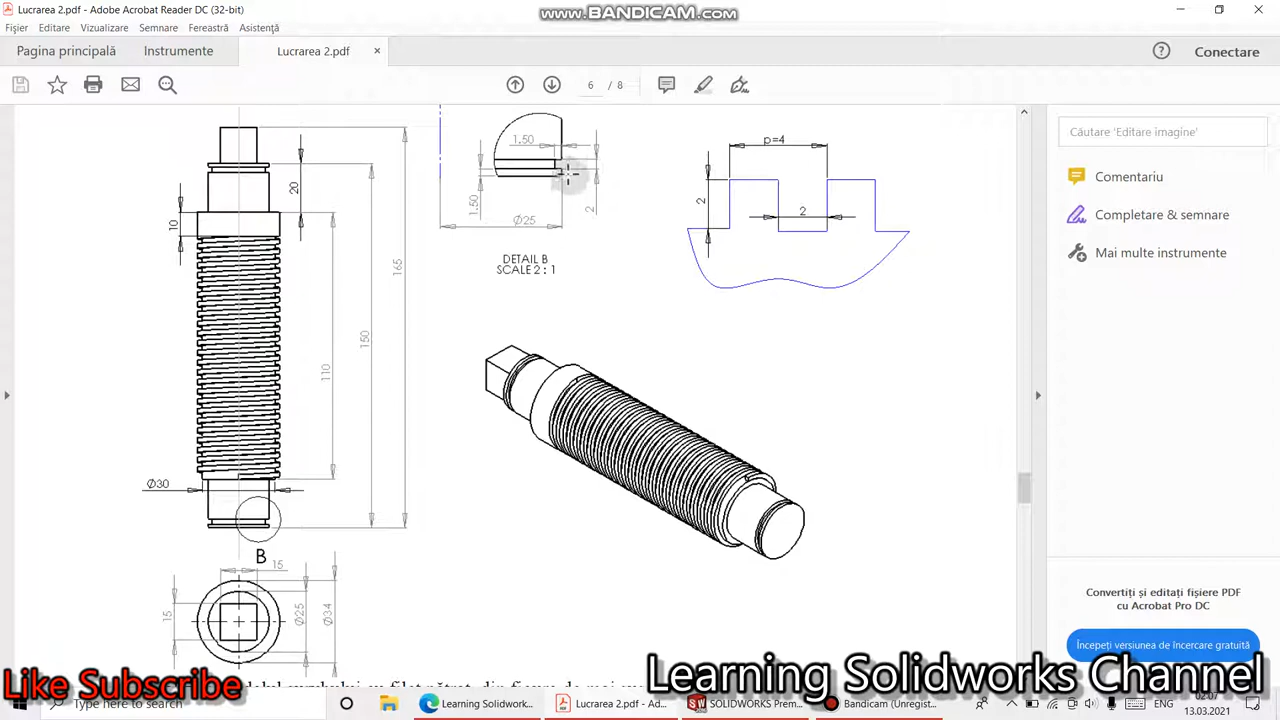 Lucrarea 2.pdf - Adobe Acrobat Reader DC (32-bit)
www.BANDICAM.com
Fișier Editare Vizualizare Semnare Fereastră Asistență
Pagina principală Instrumente Lucrarea 2.pdf × ? Conectare
6 / 8
Căutare 'Editare imagine'
Comentariu
Completare & semnare
Mai multe instrumente
Convertiți și editați fișiere PDF
cu Acrobat Pro DC
Începeți versiunea de încercare gratuită
20
10
165
150
110
Ø30
B
15
15
Ø25
Ø34
1.50
1.50
2
Ø25
DETAIL B
SCALE 2 : 1
p=4
2
2
Like Subscribe
Learning Solidworks Channel
Type here to search
Learning Solidwork...
Lucrarea 2.pdf - Ad...
SOLIDWORKS Prem...
Bandicam (Unregist...
02:07
13.03.2021